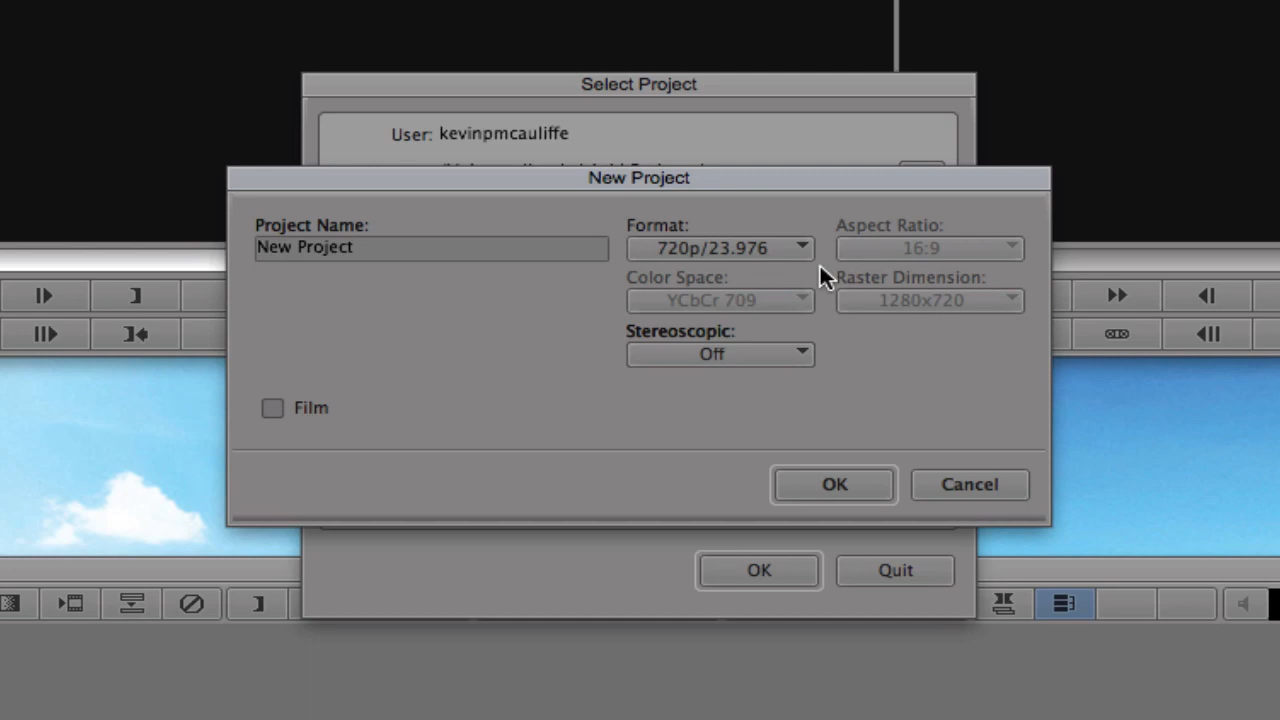 Select Project
User: kevinpmcauliffe
New Project
Project Name:
New Project
Format:
720p/23.976
Aspect Ratio:
16:9
Color Space:
YCbCr 709
Raster Dimension:
1280x720
Stereoscopic:
Off
Film
OK
Cancel
OK
Quit